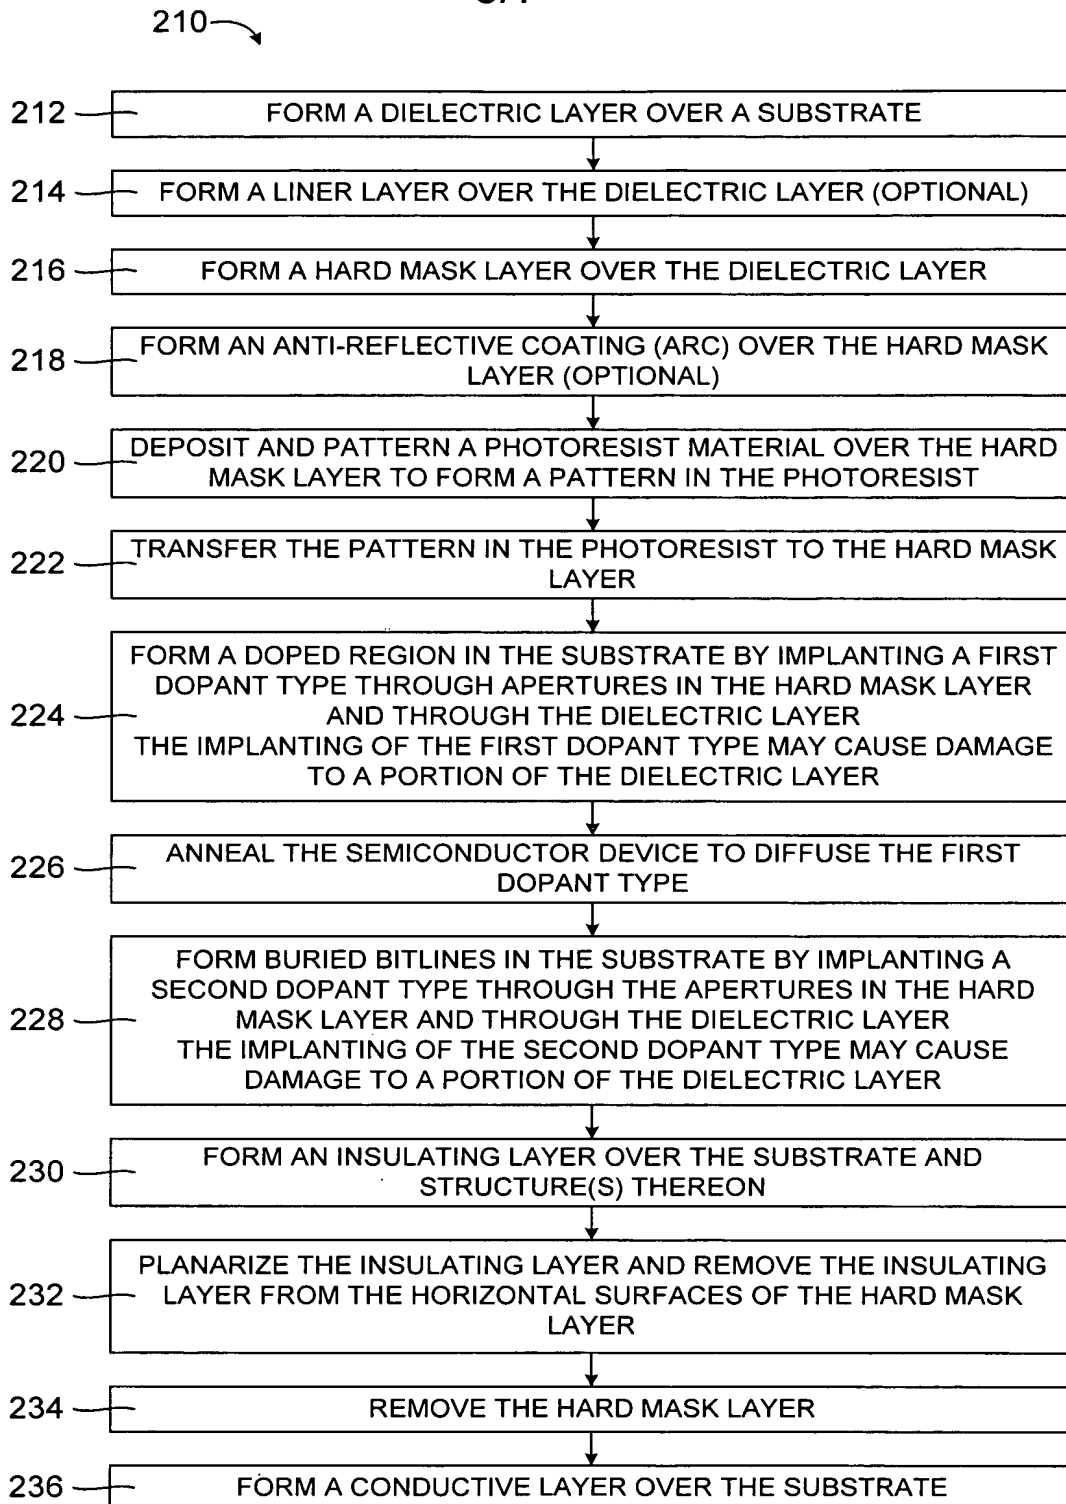 210
212 FORM A DIELECTRIC LAYER OVER A SUBSTRATE
214 FORM A LINER LAYER OVER THE DIELECTRIC LAYER (OPTIONAL)
216 FORM A HARD MASK LAYER OVER THE DIELECTRIC LAYER
218 FORM AN ANTI-REFLECTIVE COATING (ARC) OVER THE HARD MASK
LAYER (OPTIONAL)
220 DEPOSIT AND PATTERN A PHOTORESIST MATERIAL OVER THE HARD
MASK LAYER TO FORM A PATTERN IN THE PHOTORESIST
222 TRANSFER THE PATTERN IN THE PHOTORESIST TO THE HARD MASK
LAYER
224 FORM A DOPED REGION IN THE SUBSTRATE BY IMPLANTING A FIRST
DOPANT TYPE THROUGH APERTURES IN THE HARD MASK LAYER
AND THROUGH THE DIELECTRIC LAYER
THE IMPLANTING OF THE FIRST DOPANT TYPE MAY CAUSE DAMAGE
TO A PORTION OF THE DIELECTRIC LAYER
226 ANNEAL THE SEMICONDUCTOR DEVICE TO DIFFUSE THE FIRST
DOPANT TYPE
228 FORM BURIED BITLINES IN THE SUBSTRATE BY IMPLANTING A
SECOND DOPANT TYPE THROUGH THE APERTURES IN THE HARD
MASK LAYER AND THROUGH THE DIELECTRIC LAYER
THE IMPLANTING OF THE SECOND DOPANT TYPE MAY CAUSE
DAMAGE TO A PORTION OF THE DIELECTRIC LAYER
230 FORM AN INSULATING LAYER OVER THE SUBSTRATE AND
STRUCTURE(S) THEREON
232 PLANARIZE THE INSULATING LAYER AND REMOVE THE INSULATING
LAYER FROM THE HORIZONTAL SURFACES OF THE HARD MASK
LAYER
234 REMOVE THE HARD MASK LAYER
236 FORM A CONDUCTIVE LAYER OVER THE SUBSTRATE